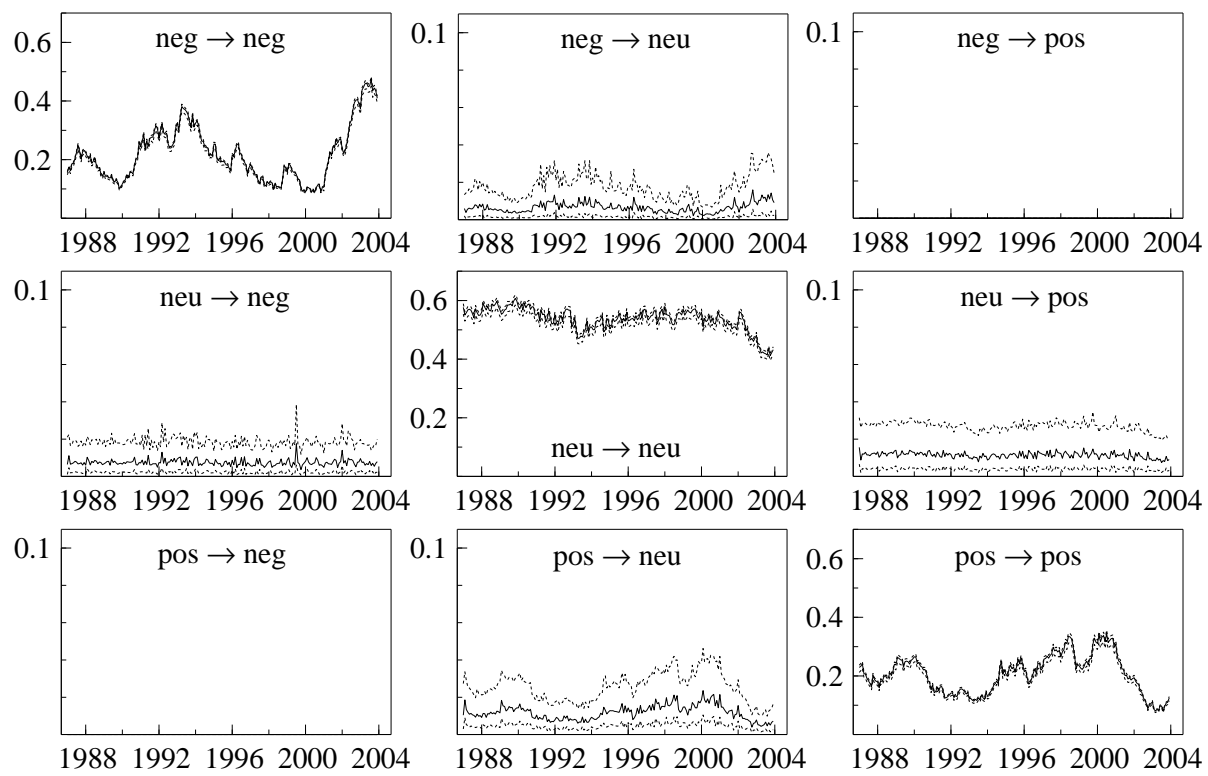 neg → neg
0.6
0.4
0.2
1988 1992 1996 2000 2004
neg → neu
0.1
1988 1992 1996 2000 2004
neg → pos
0.1
1988 1992 1996 2000 2004
neu → neg
0.1
1988 1992 1996 2000 2004
0.6
0.4
0.2
neu → neu
1988 1992 1996 2000 2004
neu → pos
0.1
1988 1992 1996 2000 2004
pos → neg
0.1
1988 1992 1996 2000 2004
pos → neu
0.1
1988 1992 1996 2000 2004
pos → pos
0.6
0.4
0.2
1988 1992 1996 2000 2004